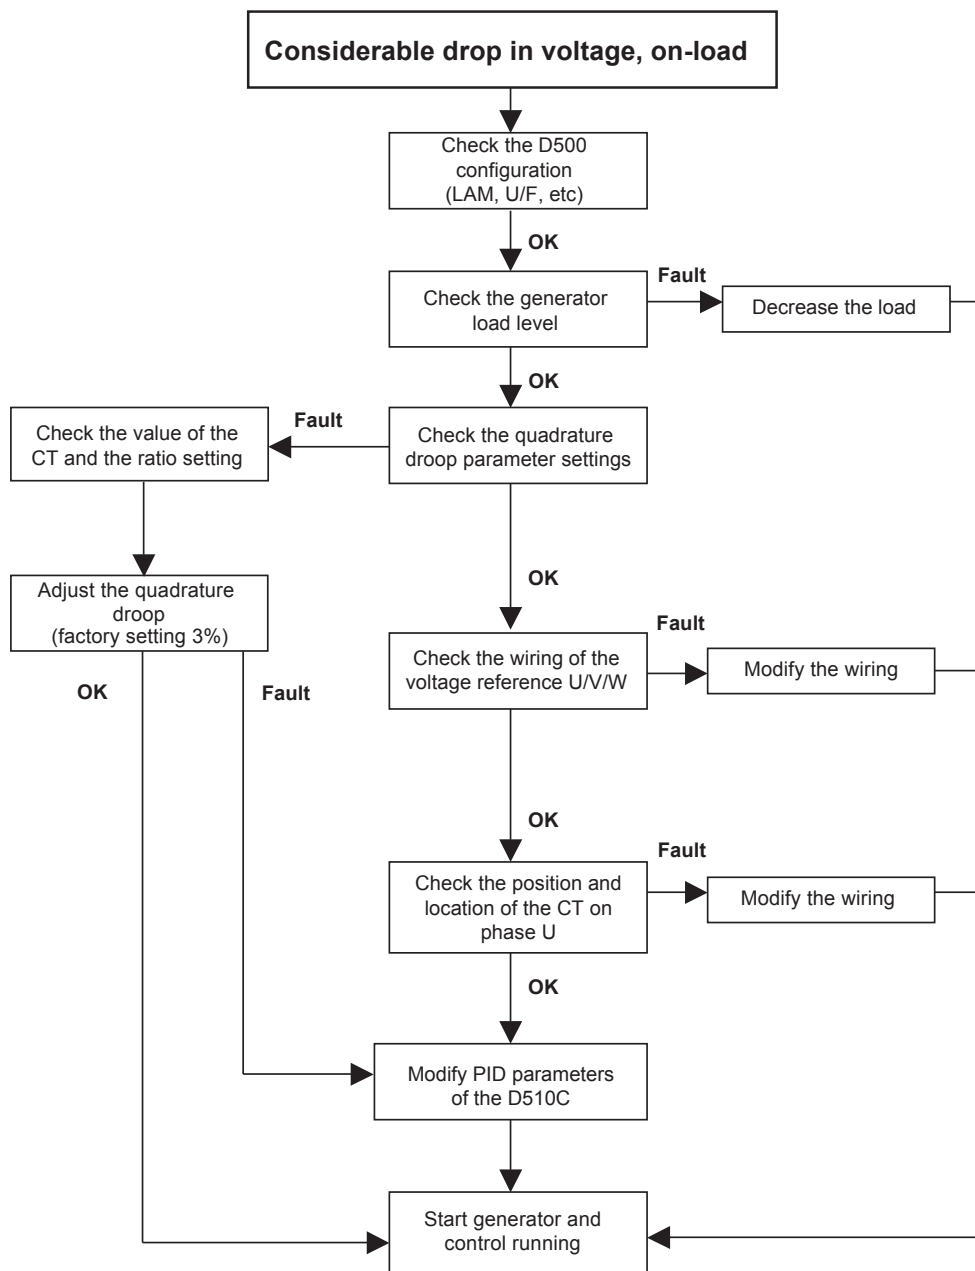 Considerable drop in voltage, on-load
Check the D500
configuration
(LAM, U/F, etc)
OK
Check the generator
load level
Fault
Decrease the load
OK
Check the quadrature
droop parameter settings
Fault
Check the value of the
CT and the ratio setting
Adjust the quadrature
droop
(factory setting 3%)
OK
Fault
OK
Check the wiring of the
voltage reference U/V/W
Fault
Modify the wiring
OK
Check the position and
location of the CT on
phase U
Fault
Modify the wiring
OK
Modify PID parameters
of the D510C
Start generator and
control running